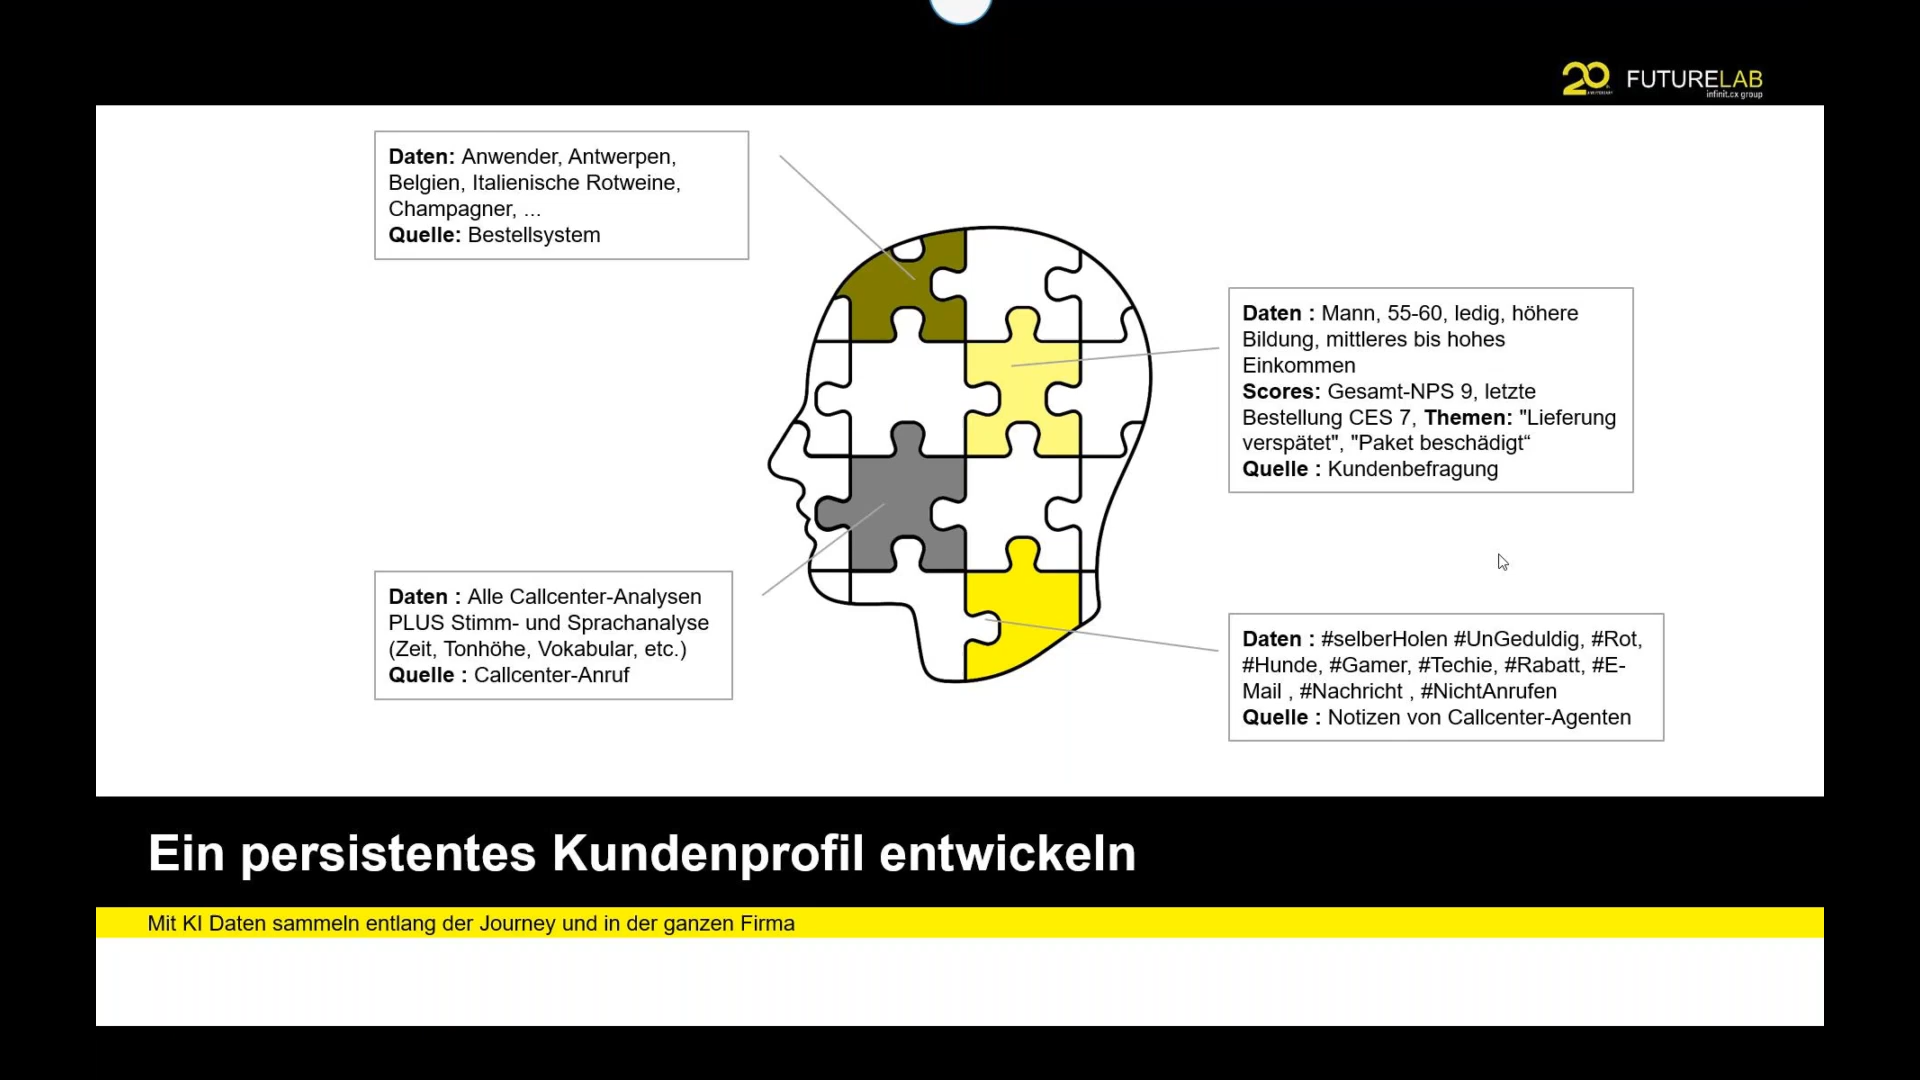 20 FUTURELAB
infinit.cx group
Daten: Anwender, Antwerpen,
Belgien, Italienische Rotweine,
Champagner, ...
Quelle: Bestellsystem
Daten : Mann, 55-60, ledig, höhere
Bildung, mittleres bis hohes
Einkommen
Scores: Gesamt-NPS 9, letzte
Bestellung CES 7, Themen: "Lieferung
verspätet", "Paket beschädigt“
Quelle : Kundenbefragung
Daten : Alle Callcenter-Analysen
PLUS Stimm- und Sprachanalyse
(Zeit, Tonhöhe, Vokabular, etc.)
Quelle : Callcenter-Anruf
Daten : #selberHolen #UnGeduldig, #Rot,
#Hunde, #Gamer, #Techie, #Rabatt, #E-
Mail , #Nachricht , #NichtAnrufen
Quelle : Notizen von Callcenter-Agenten
Ein persistentes Kundenprofil entwickeln
Mit KI Daten sammeln entlang der Journey und in der ganzen Firma